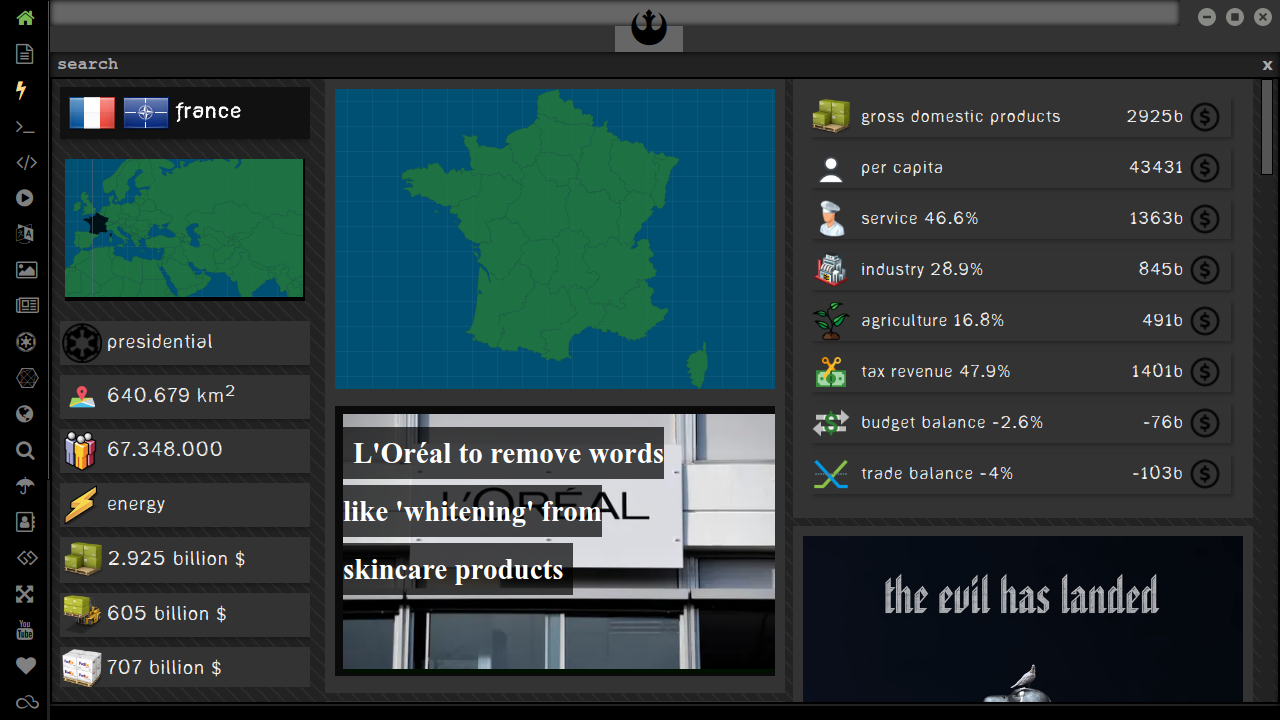 search
x
france
presidential
640.679 km²
67.348.000
energy
2.925 billion $
605 billion $
707 billion $
L'Oréal to remove words
like 'whitening' from
skincare products
L'ORÉAL
gross domestic products 2925b
per capita 43431
service 46.6% 1363b
industry 28.9% 845b
agriculture 16.8% 491b
tax revenue 47.9% 1401b
budget balance -2.6% -76b
trade balance -4% -103b
the evil has landed
You
Tube